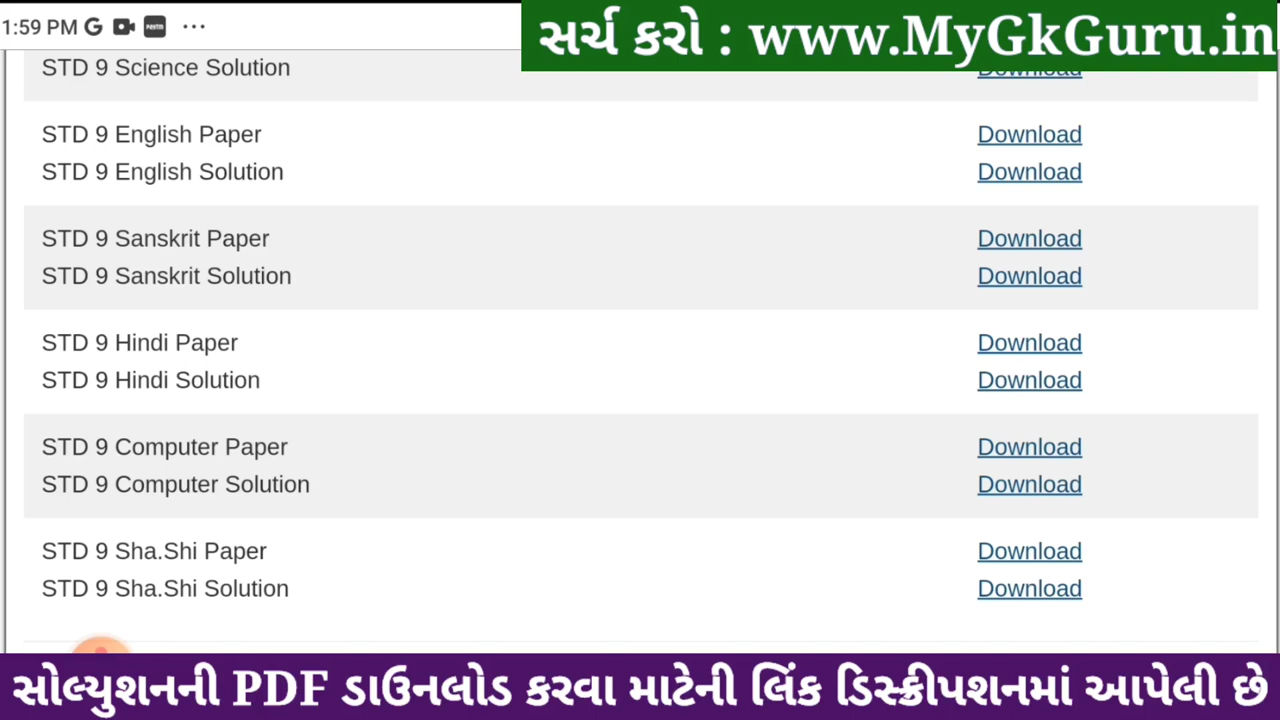 1:59 PM G paytm ...
સર્ચ કરો : www.MyGkGuru.in
STD 9 Science Solution Download
STD 9 English Paper Download
STD 9 English Solution Download
STD 9 Sanskrit Paper Download
STD 9 Sanskrit Solution Download
STD 9 Hindi Paper Download
STD 9 Hindi Solution Download
STD 9 Computer Paper Download
STD 9 Computer Solution Download
STD 9 Sha.Shi Paper Download
STD 9 Sha.Shi Solution Download
સોલ્યુશનની PDF ડાઉનલોડ કરવા માટેની લિંક ડિસ્ક્રીપશનમાં આપેલી છે